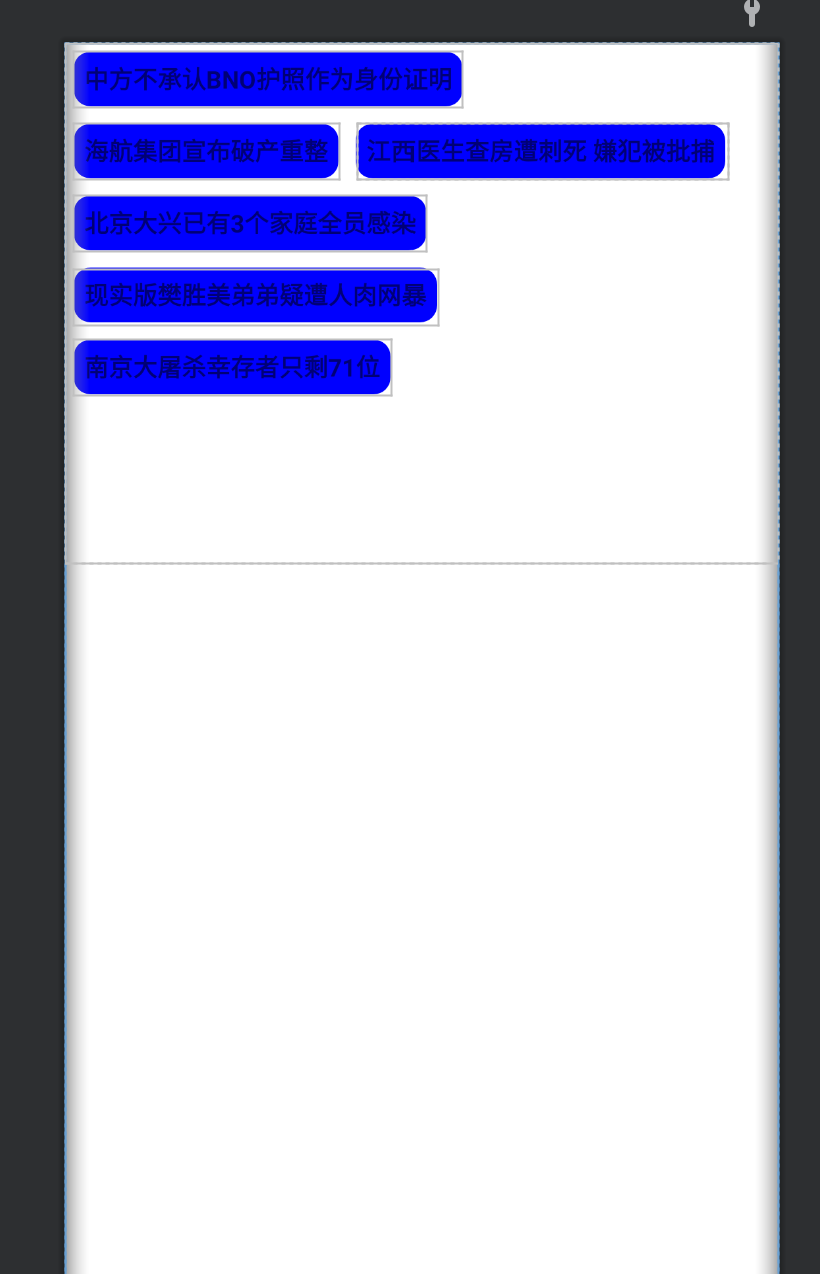 中方不承认BNO护照作为身份证明
海航集团宣布破产重整
江西医生查房遭刺死 嫌犯被批捕
北京大兴已有3个家庭全员感染
现实版樊胜美弟弟疑遭人肉网暴
南京大屠杀幸存者只剩71位